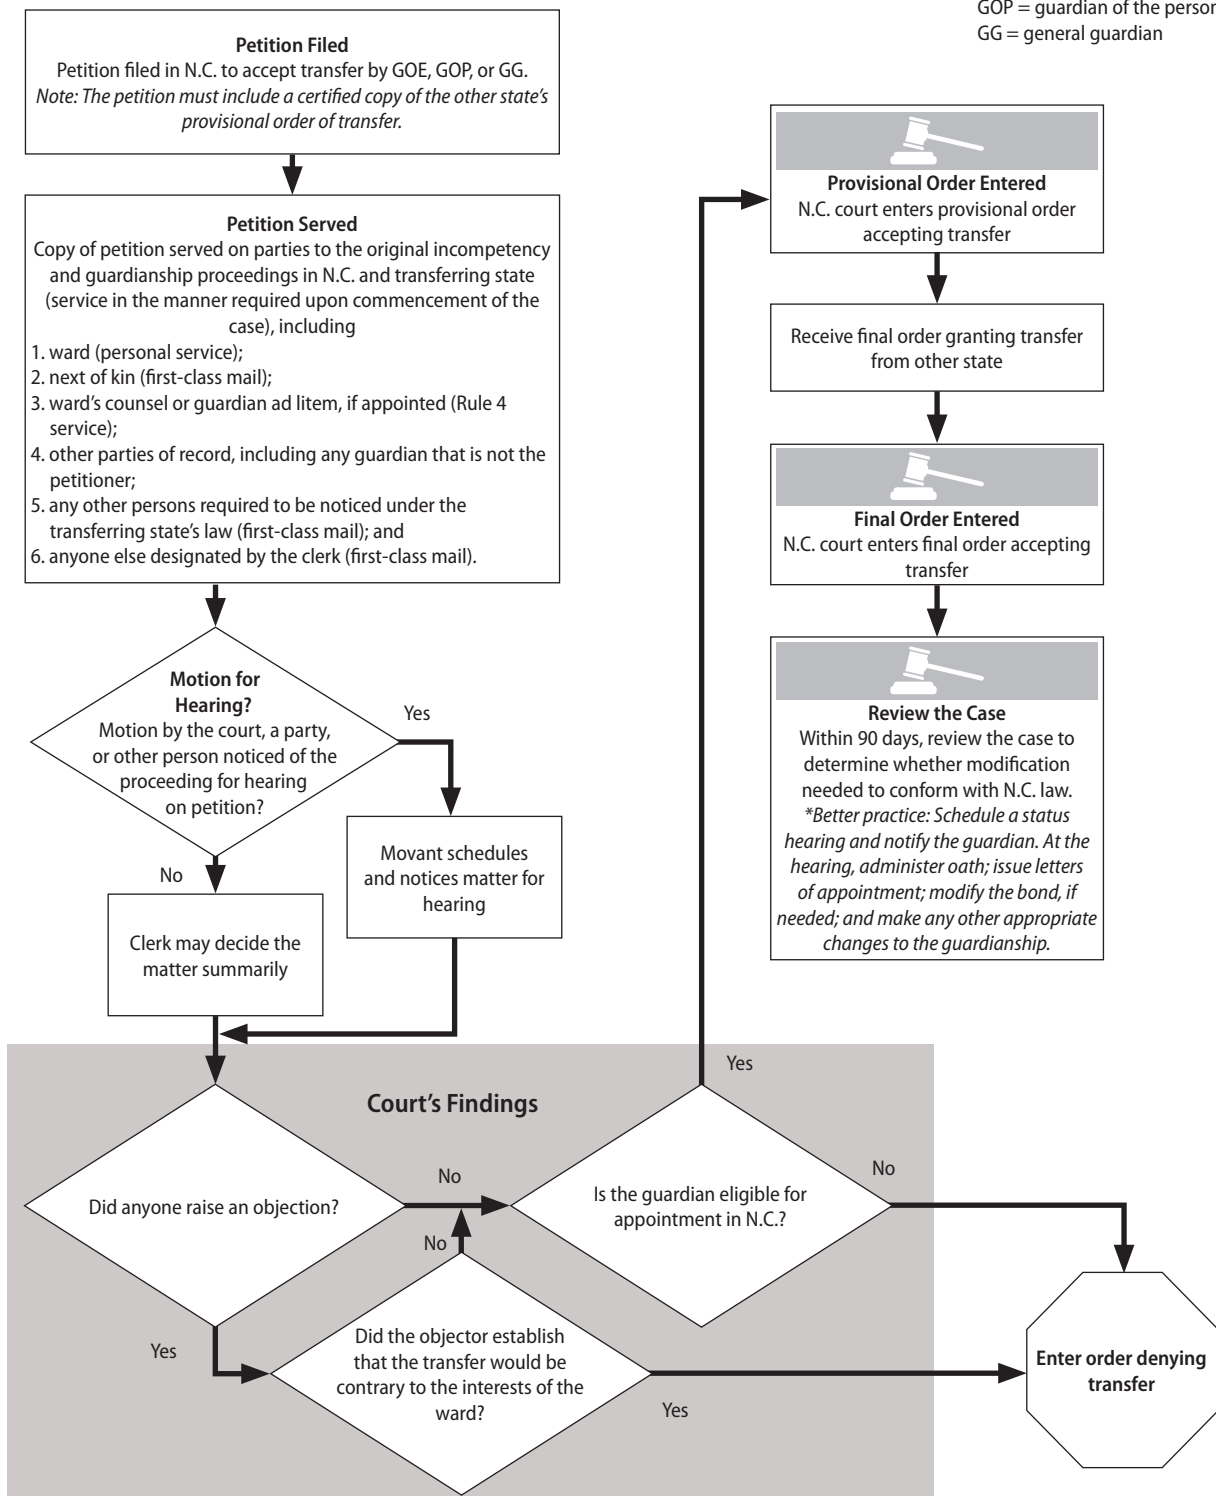 GOP = guardian of the person
GG = general guardian
Petition Filed
Petition filed in N.C. to accept transfer by GOE, GOP, or GG.
Note: The petition must include a certified copy of the other state's
provisional order of transfer.
Petition Served
Copy of petition served on parties to the original incompetency
and guardianship proceedings in N.C. and transferring state
(service in the manner required upon commencement of the
case), including
1. ward (personal service);
2. next of kin (first-class mail);
3. ward's counsel or guardian ad litem, if appointed (Rule 4
service);
4. other parties of record, including any guardian that is not the
petitioner;
5. any other persons required to be noticed under the
transferring state's law (first-class mail); and
6. anyone else designated by the clerk (first-class mail).
Motion for
Hearing?
Motion by the court, a party,
or other person noticed of the
proceeding for hearing
on petition?
Yes
No
Movant schedules
and notices matter for
hearing
Clerk may decide the
matter summarily
Court's Findings
Did anyone raise an objection?
No
Yes
Did the objector establish
that the transfer would be
contrary to the interests of the
ward?
No
Yes
Is the guardian eligible for
appointment in N.C.?
Yes
No
Enter order denying
transfer
Provisional Order Entered
N.C. court enters provisional order
accepting transfer
Receive final order granting transfer
from other state
Final Order Entered
N.C. court enters final order accepting
transfer
Review the Case
Within 90 days, review the case to
determine whether modification
needed to conform with N.C. law.
*Better practice: Schedule a status
hearing and notify the guardian. At the
hearing, administer oath; issue letters
of appointment; modify the bond, if
needed; and make any other appropriate
changes to the guardianship.